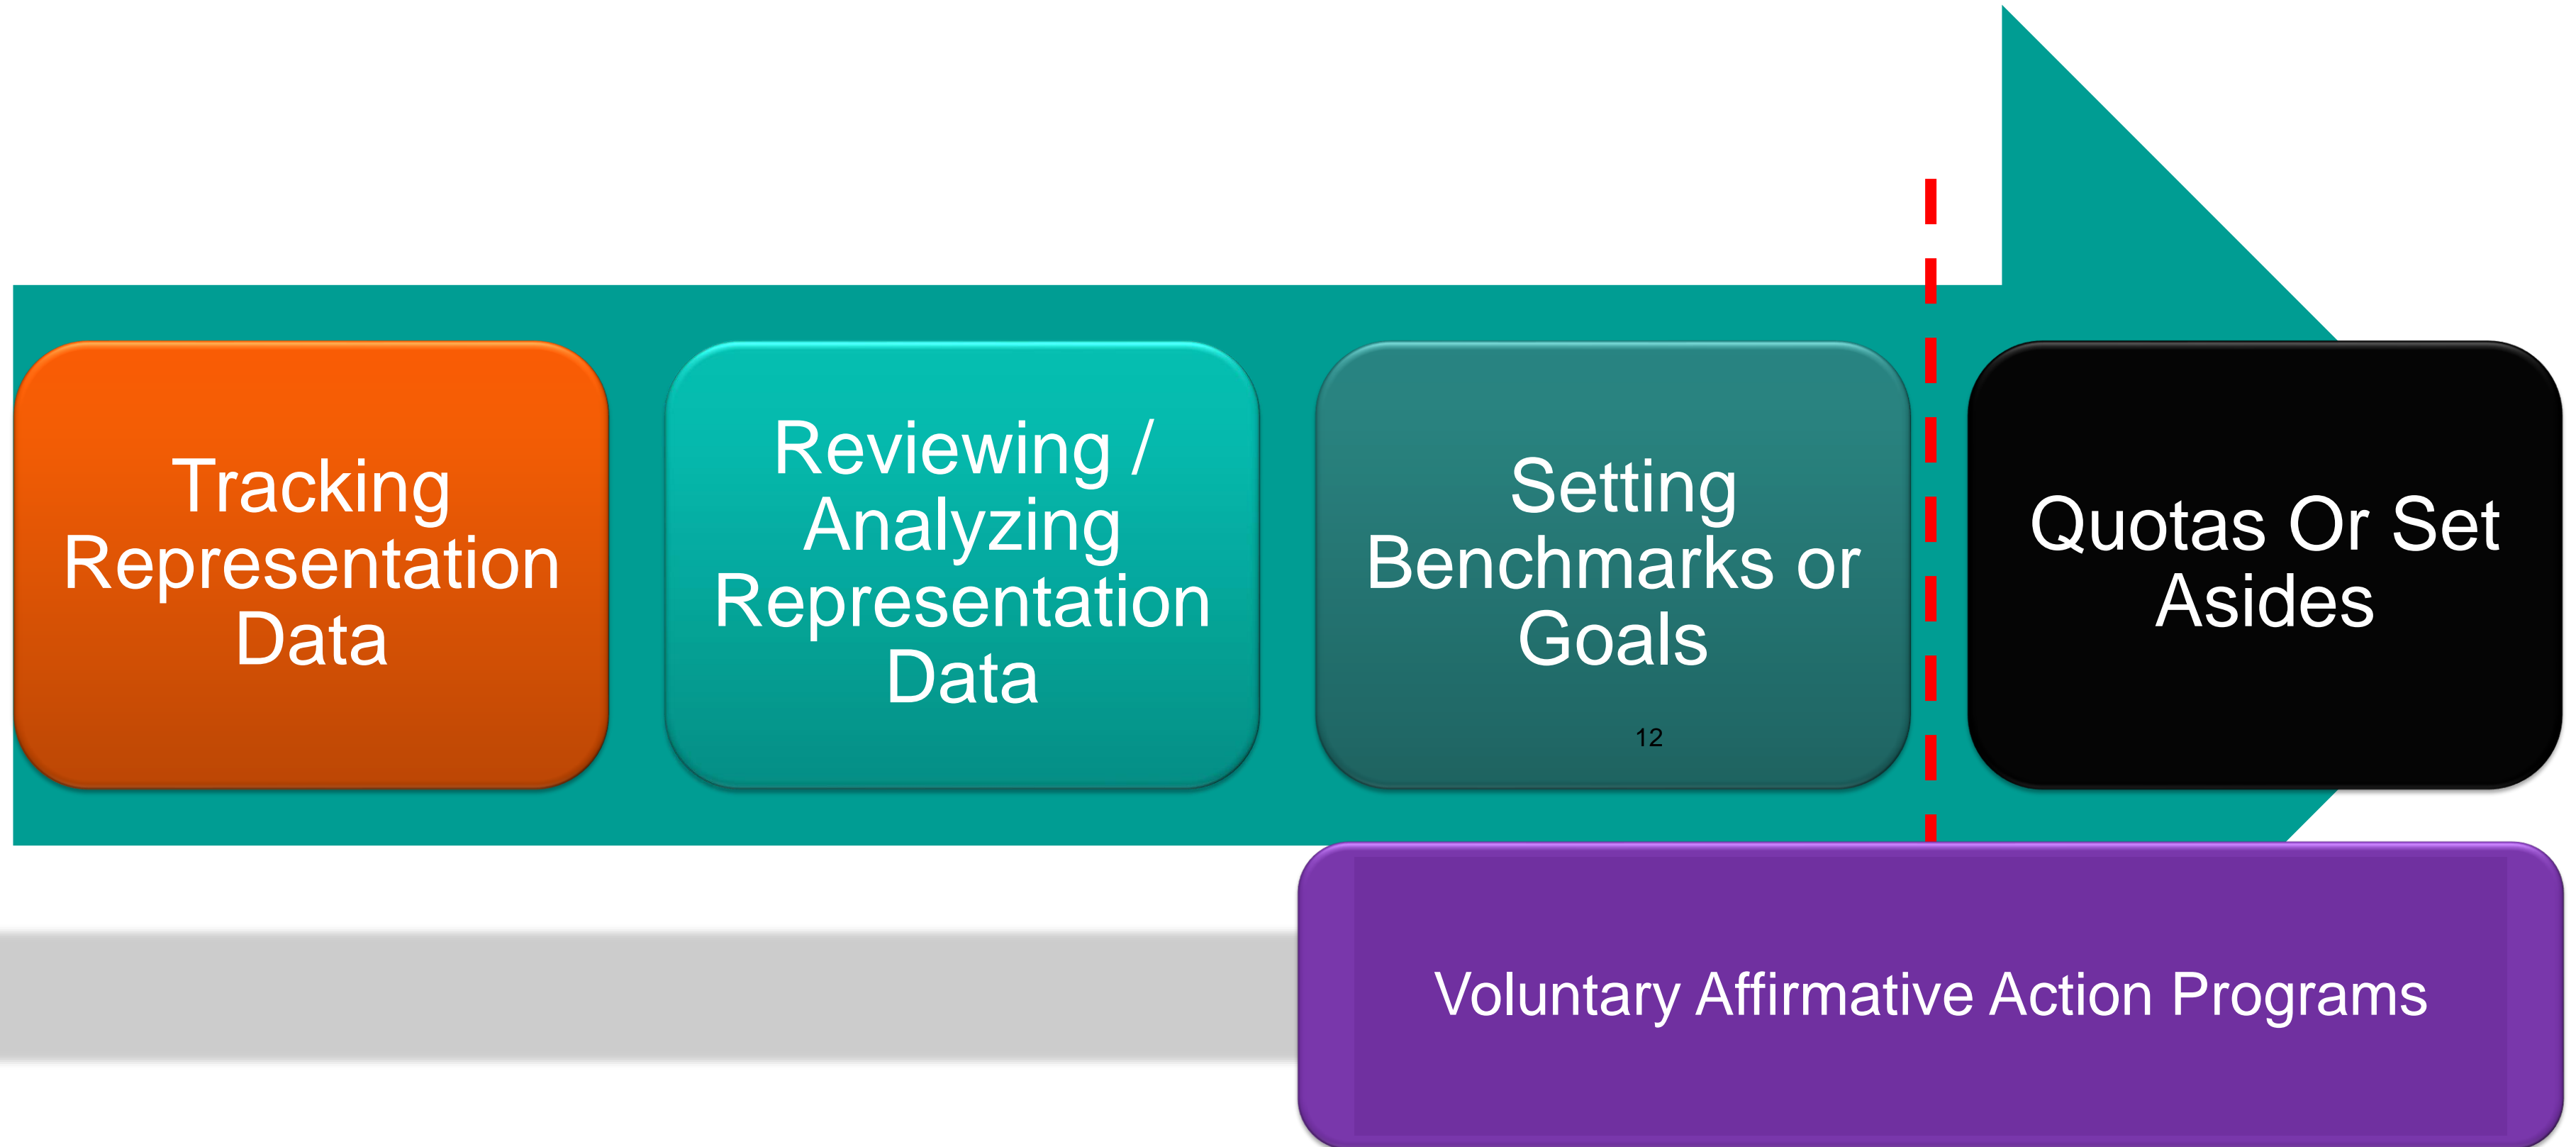 Tracking
Representation
Data
Reviewing /
Analyzing
Representation
Data
Setting
Benchmarks or
Goals
12
Quotas Or Set
Asides
Voluntary Affirmative Action Programs